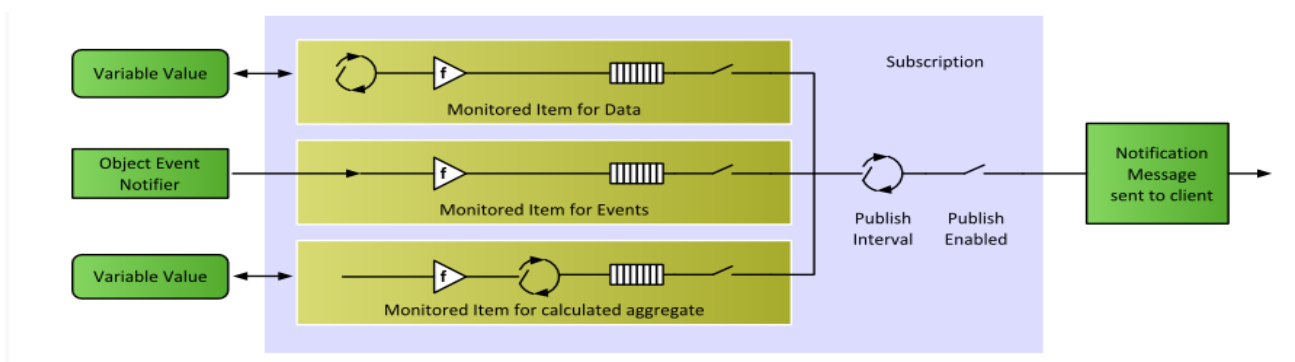 Variable Value
f
Monitored Item for Data
Subscription
Object Event
Notifier
f
Monitored Item for Events
Publish
Interval
Publish
Enabled
Notification
Message
sent to client
Variable Value
f
Monitored Item for calculated aggregate